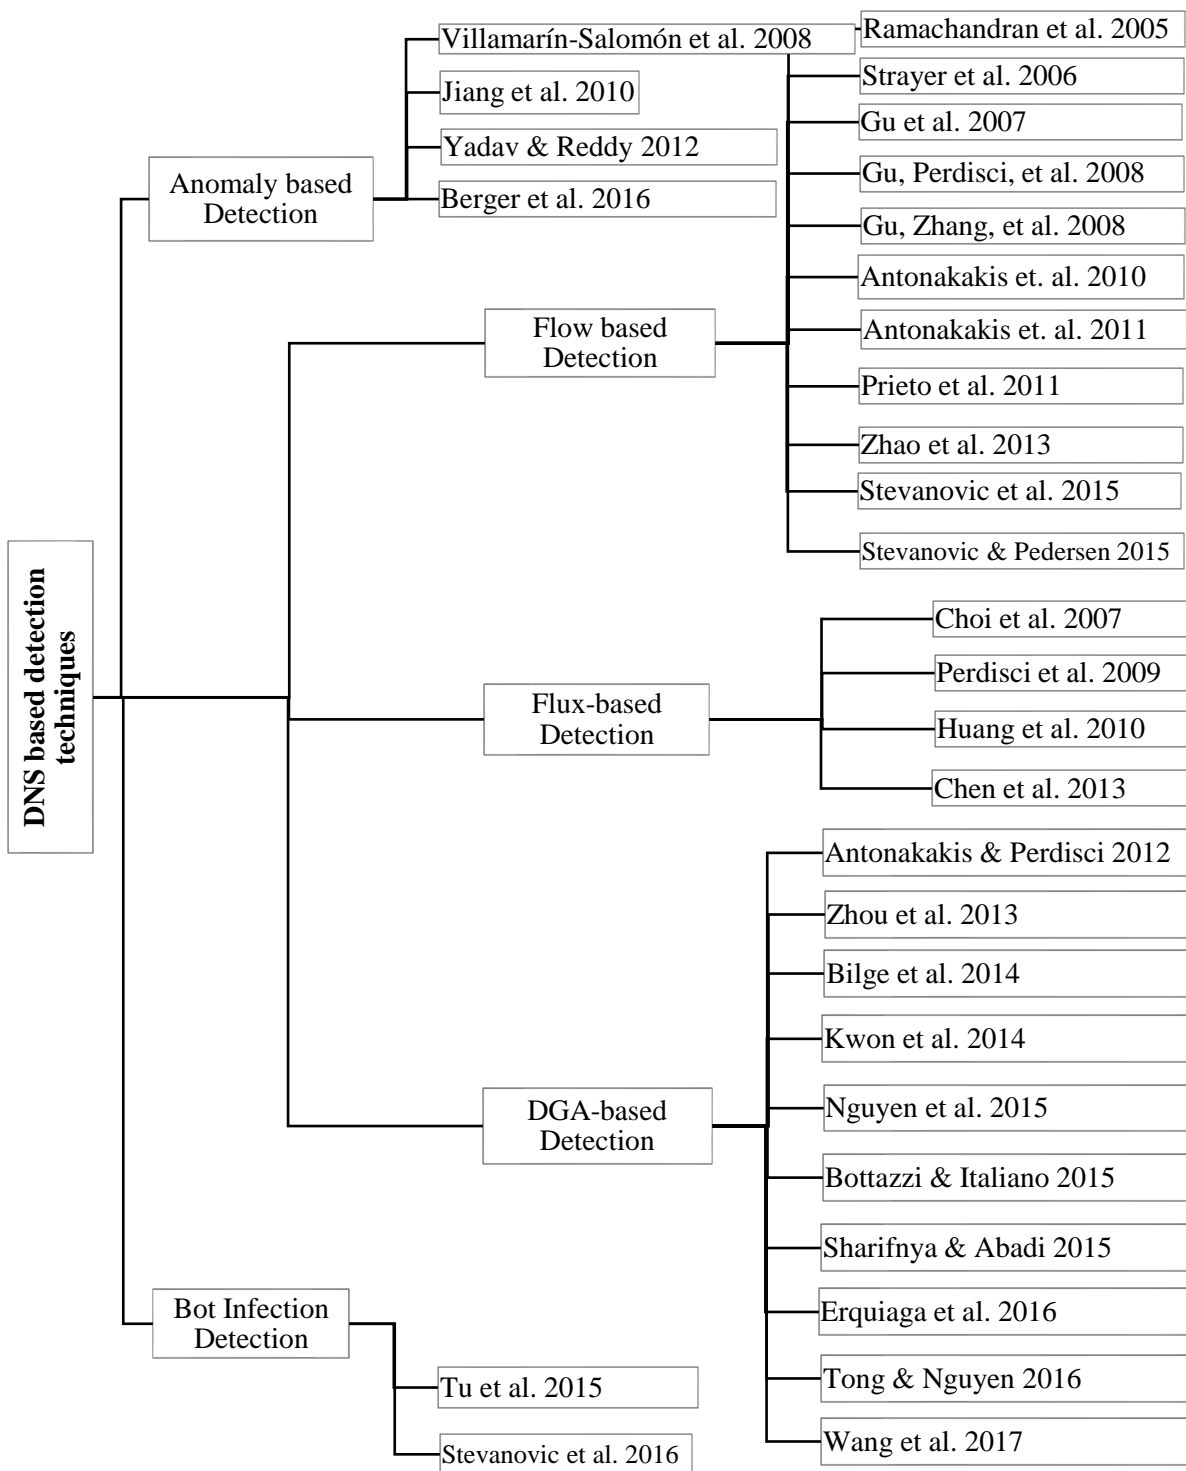 DNS based detection
techniques
Anomaly based
Detection
Villamarín-Salomón et al. 2008
Jiang et al. 2010
Yadav & Reddy 2012
Berger et al. 2016
Flow based
Detection
Ramachandran et al. 2005
Strayer et al. 2006
Gu et al. 2007
Gu, Perdisci, et al. 2008
Gu, Zhang, et al. 2008
Antonakakis et. al. 2010
Antonakakis et. al. 2011
Prieto et al. 2011
Zhao et al. 2013
Stevanovic et al. 2015
Stevanovic & Pedersen 2015
Flux-based
Detection
Choi et al. 2007
Perdisci et al. 2009
Huang et al. 2010
Chen et al. 2013
DGA-based
Detection
Antonakakis & Perdisci 2012
Zhou et al. 2013
Bilge et al. 2014
Kwon et al. 2014
Nguyen et al. 2015
Bottazzi & Italiano 2015
Sharifnya & Abadi 2015
Erquiaga et al. 2016
Tong & Nguyen 2016
Wang et al. 2017
Bot Infection
Detection
Tu et al. 2015
Stevanovic et al. 2016